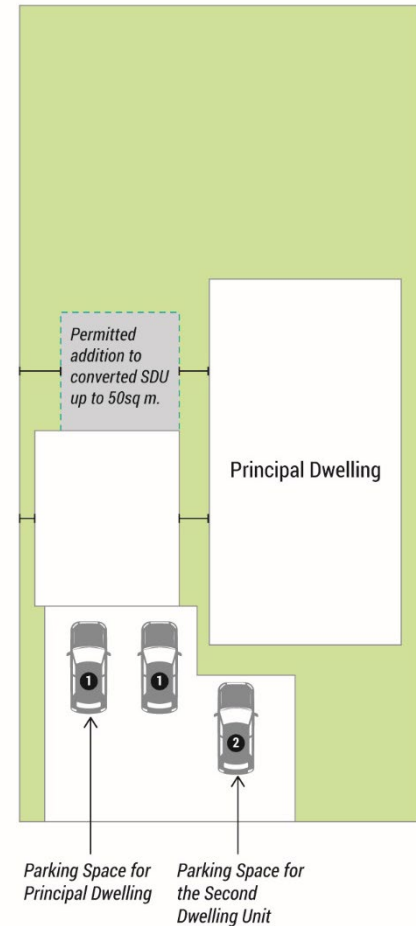 Permitted
addition to
converted SDU
up to 50sq m.
Principal Dwelling
1
1
2
Parking Space for
Principal Dwelling
Parking Space for
the Second
Dwelling Unit